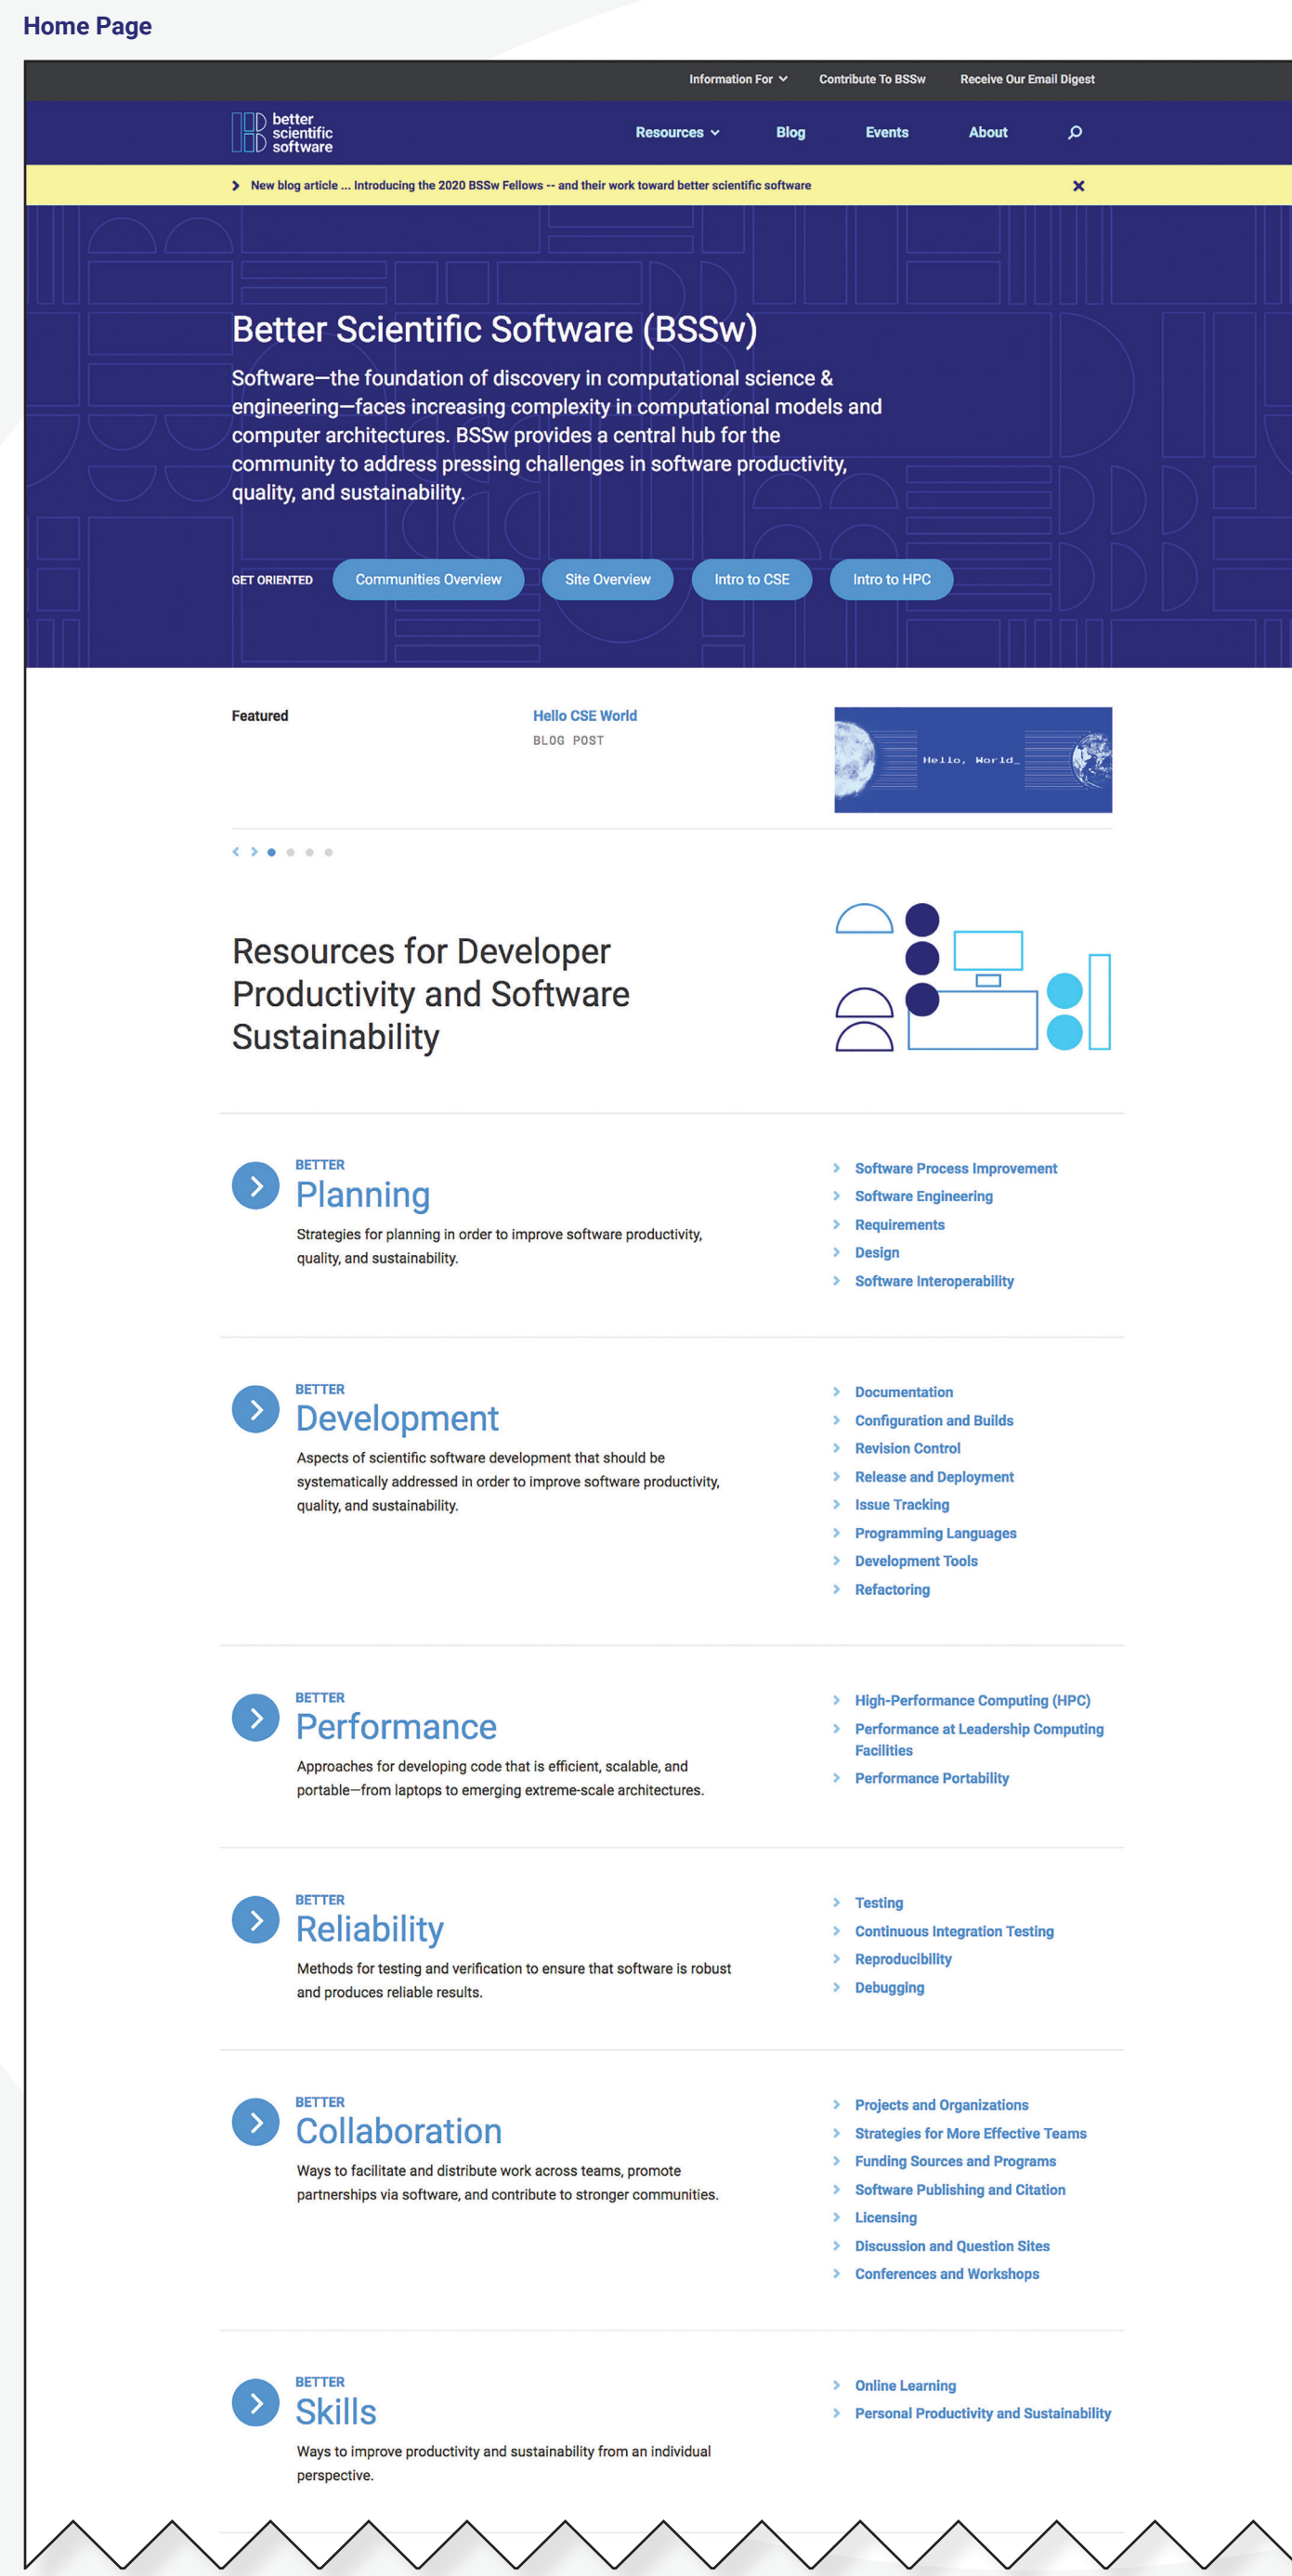 Home Page
Information For
Contribute To BSSw
Receive Our Email Digest
better
scientific
software
Resources
Blog
Events
About
New blog article ... Introducing the 2020 BSSw Fellows -- and their work toward better scientific software
Better Scientific Software (BSSw)
Software—the foundation of discovery in computational science &
engineering—faces increasing complexity in computational models and
computer architectures. BSSw provides a central hub for the
community to address pressing challenges in software productivity,
quality, and sustainability.
GET ORIENTED
Communities Overview
Site Overview
Intro to CSE
Intro to HPC
Featured
Hello CSE World
BLOG POST
Hello, World_
Resources for Developer
Productivity and Software
Sustainability
BETTER
Planning
Strategies for planning in order to improve software productivity,
quality, and sustainability.
Software Process Improvement
Software Engineering
Requirements
Design
Software Interoperability
BETTER
Development
Aspects of scientific software development that should be
systematically addressed in order to improve software productivity,
quality, and sustainability.
Documentation
Configuration and Builds
Revision Control
Release and Deployment
Issue Tracking
Programming Languages
Development Tools
Refactoring
BETTER
Performance
Approaches for developing code that is efficient, scalable, and
portable—from laptops to emerging extreme-scale architectures.
High-Performance Computing (HPC)
Performance at Leadership Computing
Facilities
Performance Portability
BETTER
Reliability
Methods for testing and verification to ensure that software is robust
and produces reliable results.
Testing
Continuous Integration Testing
Reproducibility
Debugging
BETTER
Collaboration
Ways to facilitate and distribute work across teams, promote
partnerships via software, and contribute to stronger communities.
Projects and Organizations
Strategies for More Effective Teams
Funding Sources and Programs
Software Publishing and Citation
Licensing
Discussion and Question Sites
Conferences and Workshops
BETTER
Skills
Ways to improve productivity and sustainability from an individual
perspective.
Online Learning
Personal Productivity and Sustainability